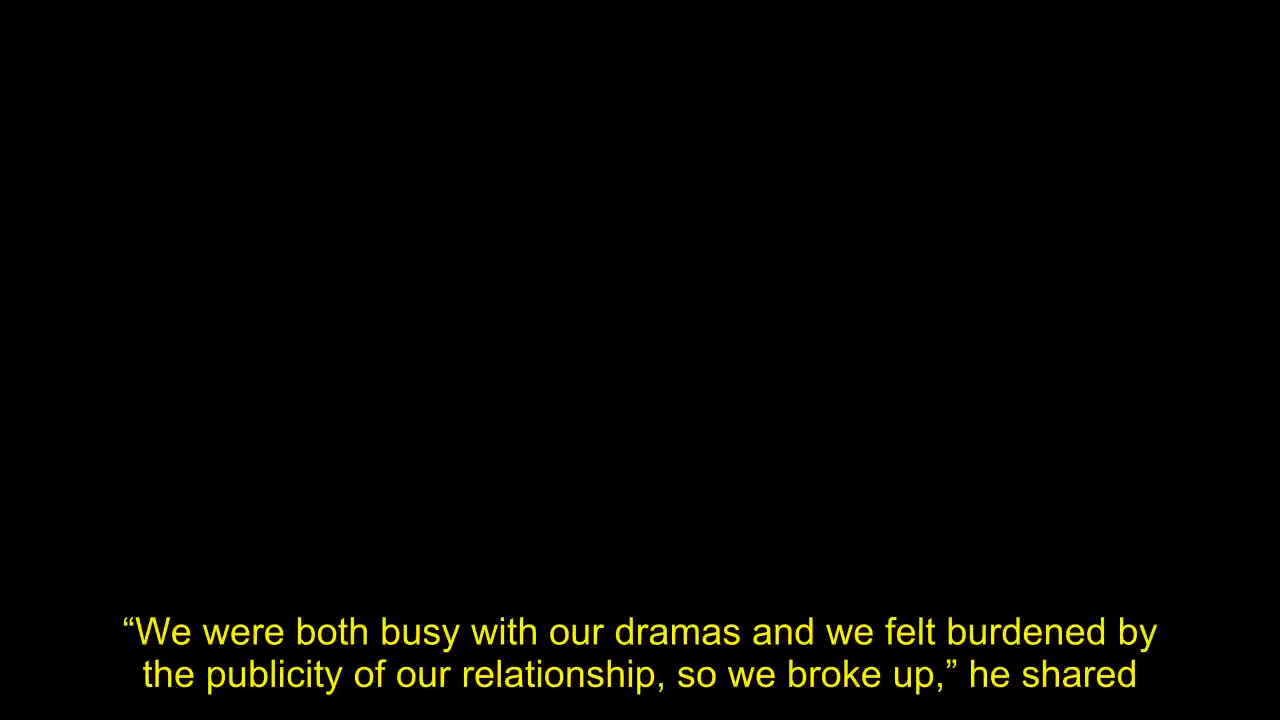 “We were both busy with our dramas and we felt burdened by
the publicity of our relationship, so we broke up,” he shared